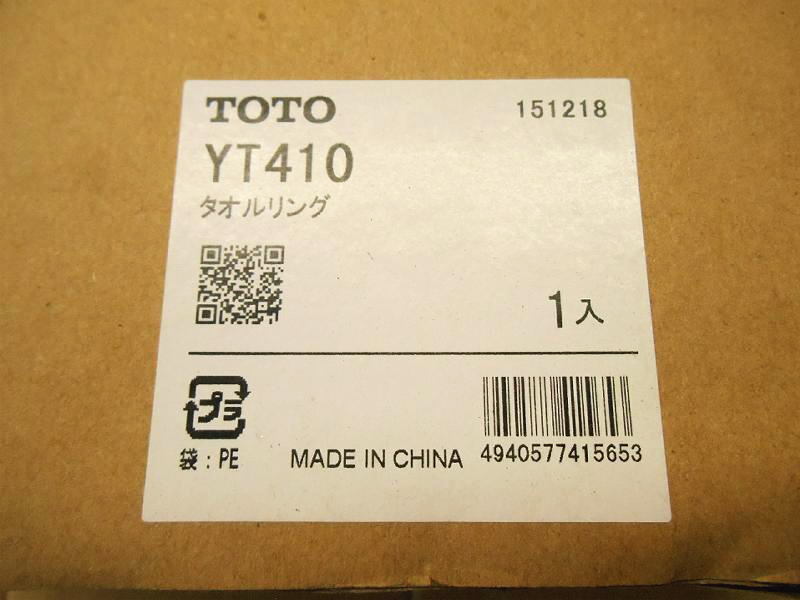 TOTO 151218
YT410
タオルリング
1入
プラ
袋：PE
MADE IN CHINA
4940577415653